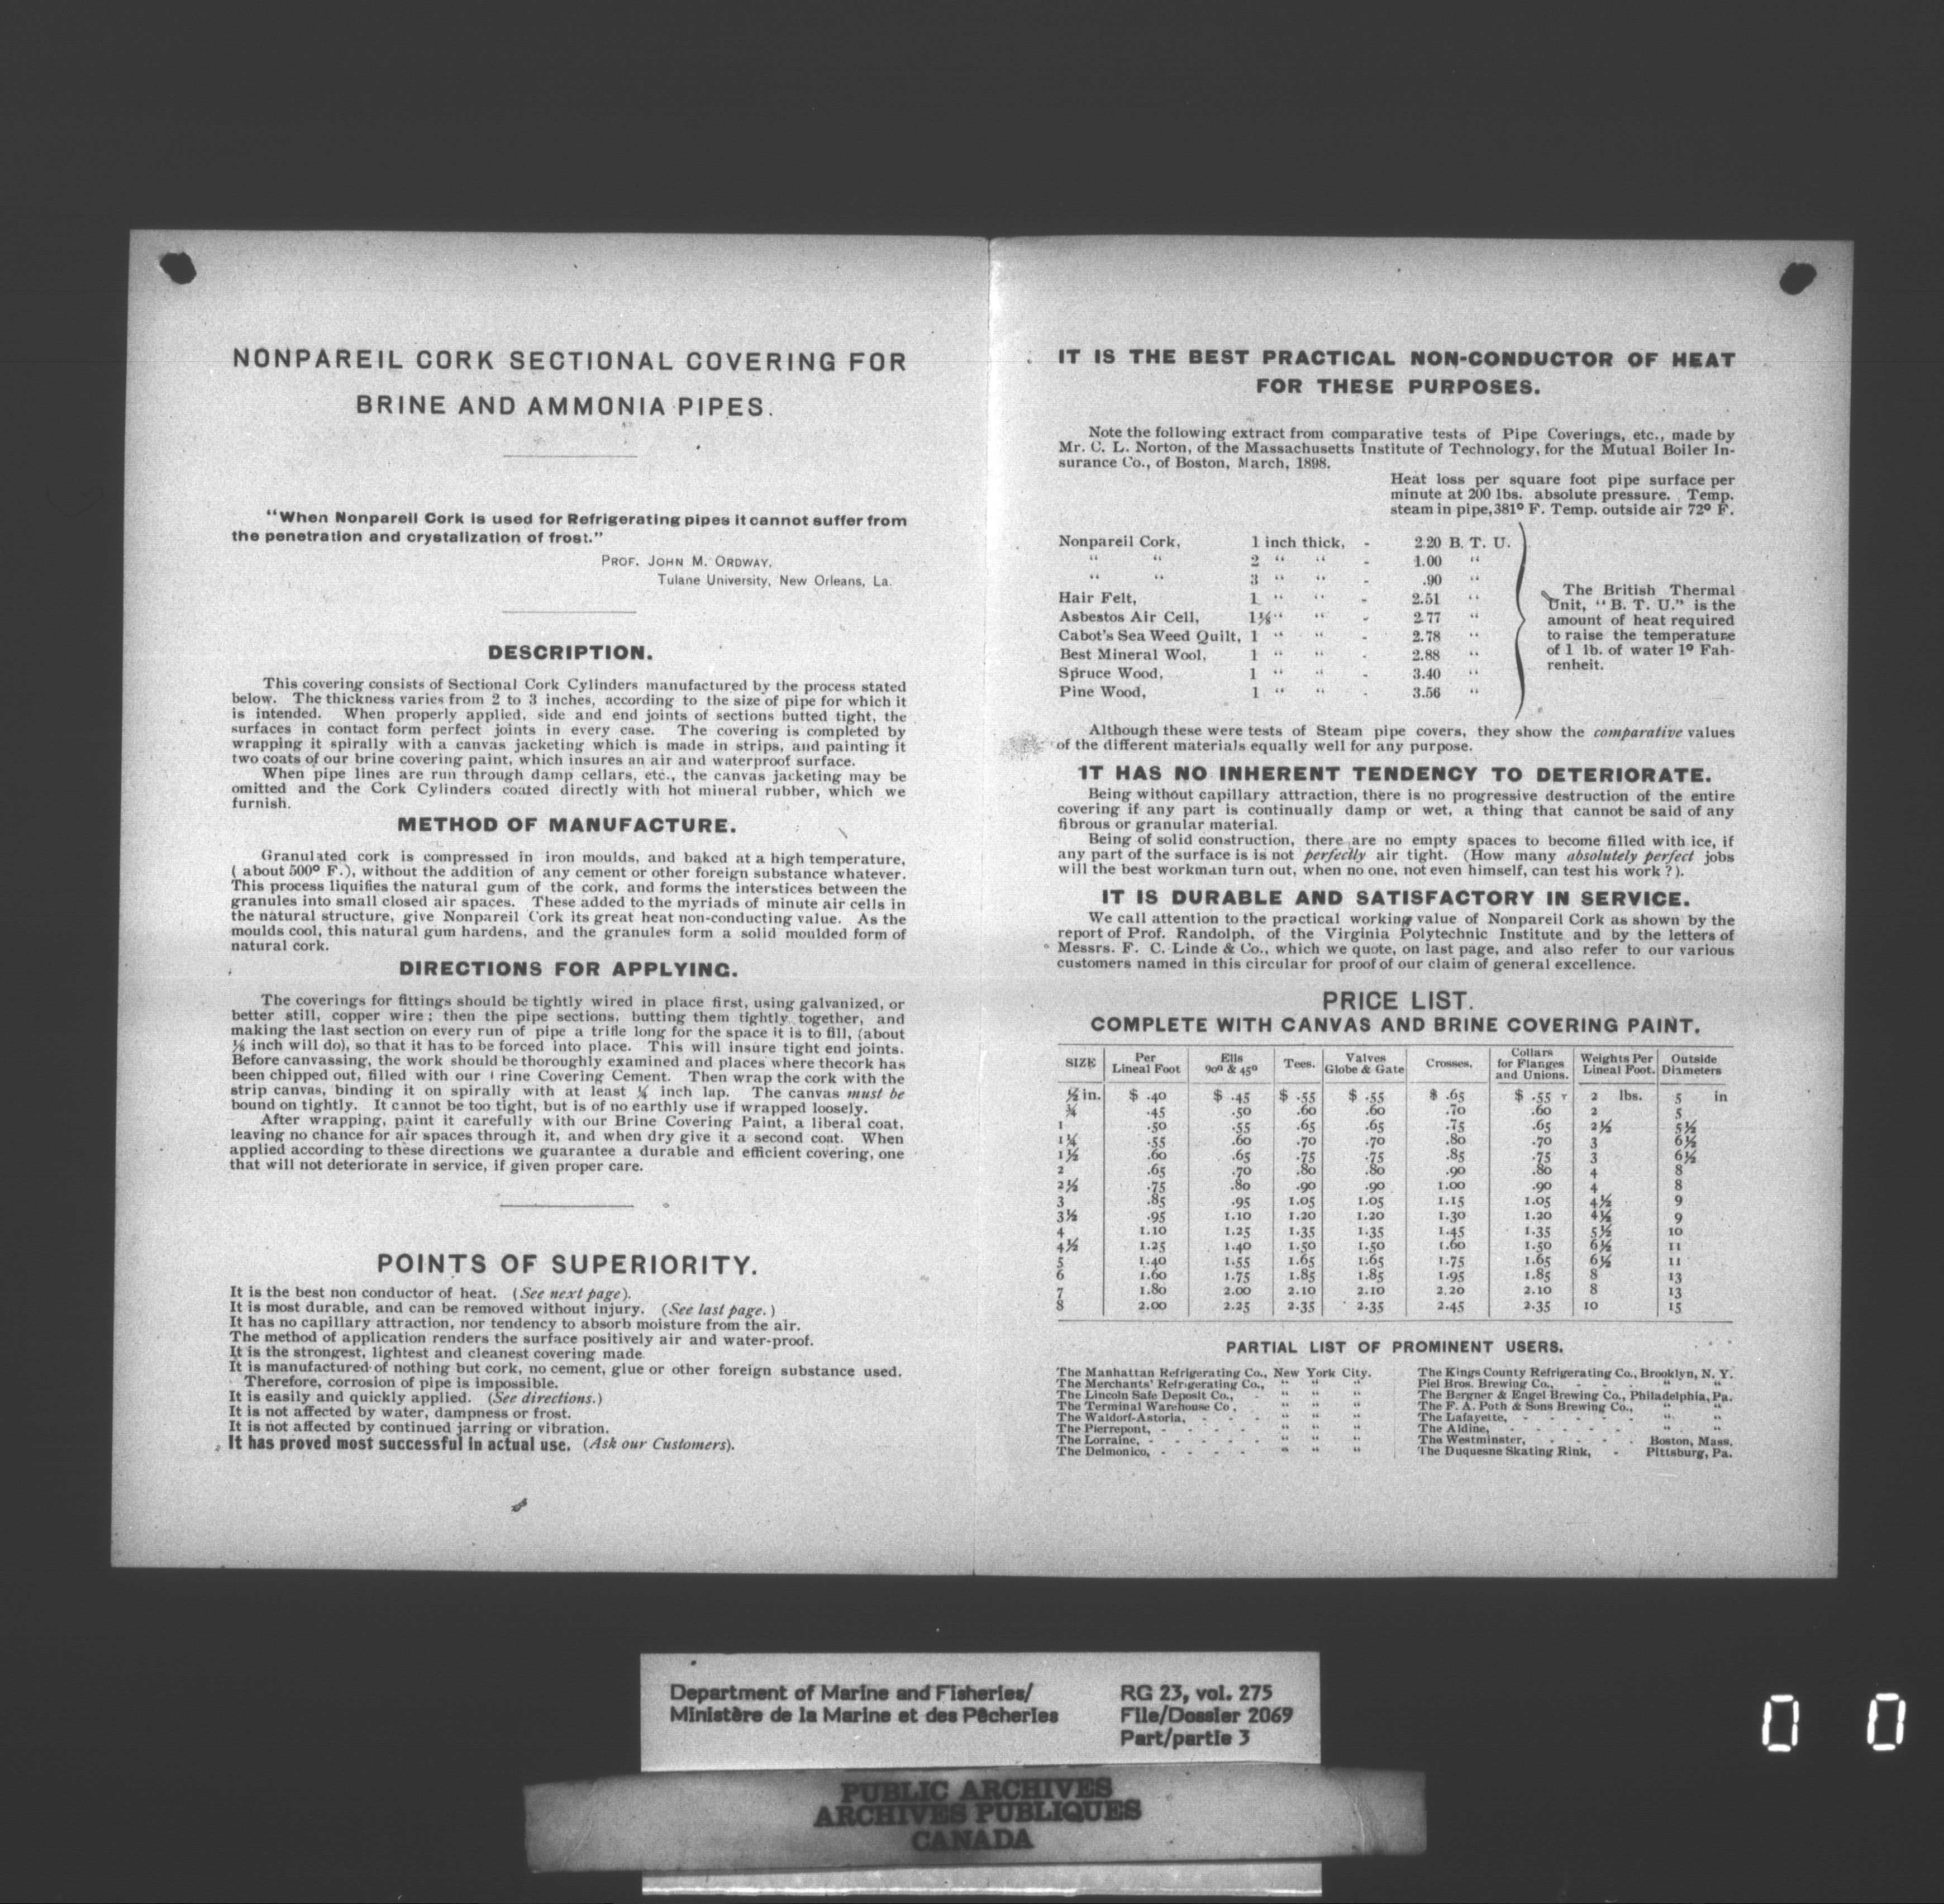 NONPAREIL CORK SECTIONAL COVERING FOR
BRINE AND AMMONIA PIPES.
"When Nonpareil Cork is used for Refrigerating pipes it cannot suffer from
the penetration and crystalization of frost."
PROF. JOHN M. ORDWAY,
Tulane University, New Orleans, La.
DESCRIPTION.
This covering consists of Sectional Cork Cylinders manufactured by the process stated
below. The thickness varies from 2 to 3 inches, according to the size of pipe for which it
is intended. When properly applied, side and end joints of sections butted tight, the
surfaces in contact form perfect joints in every case. The covering is completed by
wrapping it spirally with a canvas jacketing which is made in strips, and painting it
two coats of our brine covering paint, which insures an air and waterproof surface.
When pipe lines are run through damp cellars, etc., the canvas jacketing may be
omitted and the Cork Cylinders coated directly with hot mineral rubber, which we
furnish.
METHOD OF MANUFACTURE.
Granulated cork is compressed in iron moulds, and baked at a high temperature,
( about 500° F.), without the addition of any cement or other foreign substance whatever.
This process liquifies the natural gum of the cork, and forms the interstices between the
granules into small closed air spaces. These added to the myriads of minute air cells in
the natural structure, give Nonpareil Cork its great heat non-conducting value. As the
moulds cool, this natural gum hardens, and the granules form a solid moulded form of
natural cork.
DIRECTIONS FOR APPLYING.
The coverings for fittings should be tightly wired in place first, using galvanized, or
better still, copper wire; then the pipe sections, butting them tightly together, and
making the last section on every run of pipe a trifle long for the space it is to fill, (about
⅛ inch will do), so that it has to be forced into place. This will insure tight end joints.
Before canvassing, the work should be thoroughly examined and places where thecork has
been chipped out, filled with our rine Covering Cement. Then wrap the cork with the
strip canvas, binding it on spirally with at least ¼ inch lap. The canvas must be
bound on tightly. It cannot be too tight, but is of no earthly use if wrapped loosely.
After wrapping, paint it carefully with our Brine Covering Paint, a liberal coat,
leaving no chance for air spaces through it, and when dry give it a second coat. When
applied according to these directions we guarantee a durable and efficient covering, one
that will not deteriorate in service, if given proper care.
POINTS OF SUPERIORITY.
It is the best non conductor of heat. (See next page).
It is most durable, and can be removed without injury. (See last page.)
It has no capillary attraction, nor tendency to absorb moisture from the air.
The method of application renders the surface positively air and water-proof.
It is the strongest, lightest and cleanest covering made
It is manufactured of nothing but cork, no cement, glue or other foreign substance used.
Therefore, corrosion of pipe is impossible.
It is easily and quickly applied. (See directions.)
It is not affected by water, dampness or frost.
It is not affected by continued jarring or vibration.
It has proved most successful in actual use. (Ask our Customers).
IT IS THE BEST PRACTICAL NON-CONDUCTOR OF HEAT
FOR THESE PURPOSES.
Note the following extract from comparative tests of Pipe Coverings, etc., made by
Mr. C. L. Norton, of the Massachusetts Institute of Technology, for the Mutual Boiler In-
surance Co., of Boston, March, 1898.
Heat loss per square foot pipe surface per
minute at 200 lbs. absolute pressure. Temp.
steam in pipe, 381° F. Temp. outside air 72° F.
Nonpareil Cork, 1 inch thick, - 2.20 B. T. U.
" " 2 " " - 1.00 "
" " 3 " " - .90 "
Hair Felt, 1 " " - 2.51 "
Asbestos Air Cell, 1⅛ " " - 2.77 "
Cabot's Sea Weed Quilt, 1 " " - 2.78 "
Best Mineral Wool, 1 " " - 2.88 "
Spruce Wood, 1 " " - 3.40 "
Pine Wood, 1 " " - 3.56 "
The British Thermal
Unit, "B. T. U." is the
amount of heat required
to raise the temperature
of 1 lb. of water 1° Fah-
renheit.
Although these were tests of Steam pipe covers, they show the comparative values
of the different materials equally well for any purpose.
IT HAS NO INHERENT TENDENCY TO DETERIORATE.
Being without capillary attraction, there is no progressive destruction of the entire
covering if any part is continually damp or wet, a thing that cannot be said of any
fibrous or granular material.
Being of solid construction, there are no empty spaces to become filled with ice, if
any part of the surface is is not perfectly air tight. (How many absolutely perfect jobs
will the best workman turn out, when no one, not even himself, can test his work?).
IT IS DURABLE AND SATISFACTORY IN SERVICE.
We call attention to the practical working value of Nonpareil Cork as shown by the
report of Prof. Randolph, of the Virginia Polytechnic Institute and by the letters of
Messrs. F. C. Linde & Co., which we quote, on last page, and also refer to our various
customers named in this circular for proof of our claim of general excellence.
PRICE LIST.
COMPLETE WITH CANVAS AND BRINE COVERING PAINT.
SIZE | Per Lineal Foot | Ells 90° & 45° | Tees. | Valves Globe & Gate | Crosses. | Collars for Flanges and Unions. | Weights Per Lineal Foot. | Outside Diameters
½ in. $ .40 $ .45 $ .55 $ .55 $ .65 $ .55 2 lbs. 5 in
¾ .45 .50 .60 .60 .70 .60 2 5
1 .50 .55 .65 .65 .75 .65 2½ 5½
1¼ .55 .60 .70 .70 .80 .70 3 6½
1½ .60 .65 .75 .75 .85 .75 3 6½
2 .65 .70 .80 .80 .90 .80 4 8
2½ .75 .80 .90 .90 1.00 .90 4 8
3 .85 .95 1.05 1.05 1.15 1.05 4½ 9
3½ .95 1.10 1.20 1.20 1.30 1.20 4½ 9
4 1.10 1.25 1.35 1.35 1.45 1.35 5½ 10
4½ 1.25 1.40 1.50 1.50 1.60 1.50 6½ 11
5 1.40 1.55 1.65 1.65 1.75 1.65 6½ 11
6 1.60 1.75 1.85 1.85 1.95 1.85 8 13
7 1.80 2.00 2.10 2.10 2.20 2.10 8 13
8 2.00 2.25 2.35 2.35 2.45 2.35 10 15
PARTIAL LIST OF PROMINENT USERS.
The Manhattan Refrigerating Co., New York City.
The Merchants' Refrigerating Co., " " "
The Lincoln Safe Deposit Co., - " " "
The Terminal Warehouse Co, " " "
The Waldorf-Astoria, - - - - " " "
The Pierrepont, - - - - - " " "
The Lorraine, - - - - - " " "
The Delmonico, - - - - - " " "
The Kings County Refrigerating Co., Brooklyn, N. Y.
Piel Bros. Brewing Co., - - - " "
The Bergner & Engel Brewing Co., Philadelphia, Pa.
The F. A. Poth & Sons Brewing Co., " "
The Lafayette, - - - - - " "
The Aldine, - - - - - " "
The Westminster, - - - - Boston, Mass.
The Duquesne Skating Rink, - Pittsburg, Pa.
Department of Marine and Fisheries/
Ministère de la Marine et des Pêcheries
RG 23, vol. 275
File/Dossier 2069
Part/partie 3
PUBLIC ARCHIVES
ARCHIVES PUBLIQUES
CANADA
0 0